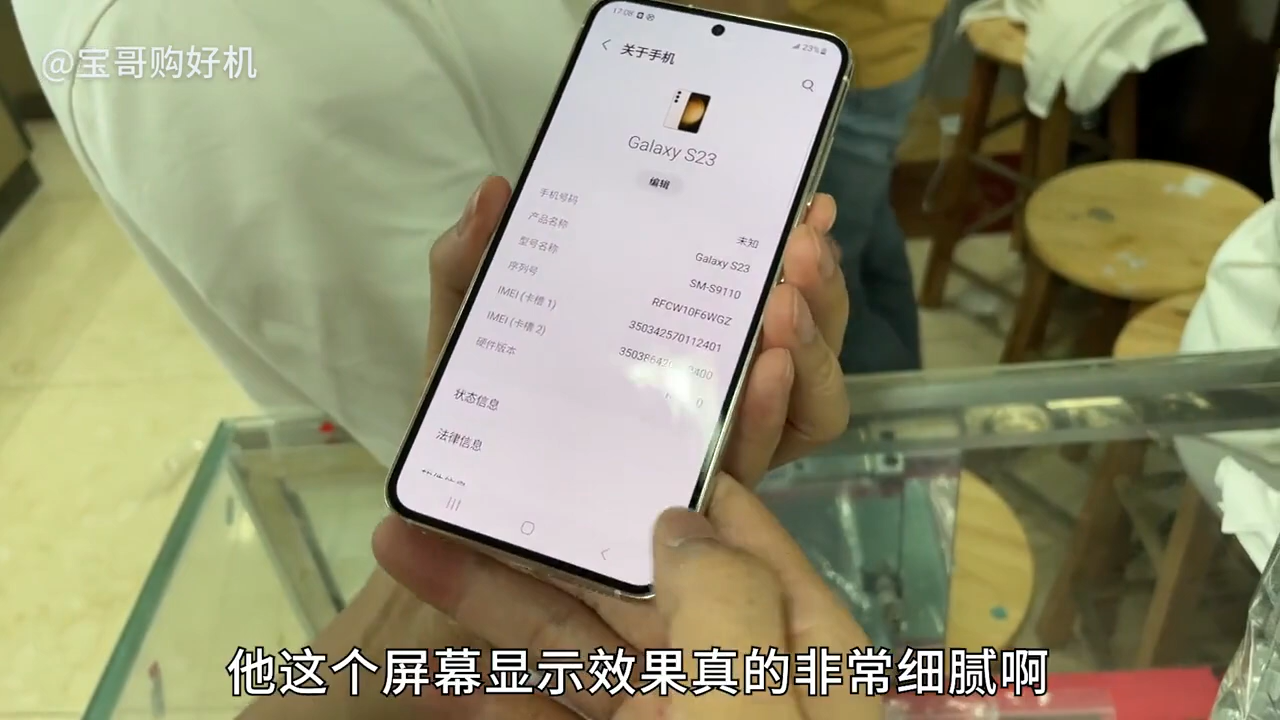 @宝哥购好机
17:08
23%
关于手机
Galaxy S23
编辑
手机号码 未知
产品名称 Galaxy S23
型号名称 SM-S9110
序列号 RFCW10F6WGZ
IMEI (卡槽 1) 350342570112401
IMEI (卡槽 2)
硬件版本
状态信息
法律信息
他这个屏幕显示效果真的非常细腻啊